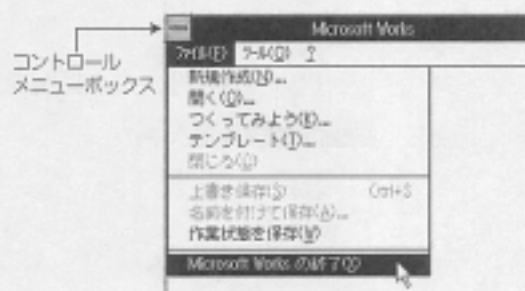 Microsoft Works
コントロール
メニューボックス
ファイル(F) ツール(O) ?
新規作成(N)...
開く(O)...
つくってみよう(K)...
テンプレート(T)...
閉じる(C)
上書き保存(S) Ctrl+S
名前を付けて保存(A)...
作業状態を保存(W)
Microsoft Works の終了(X)